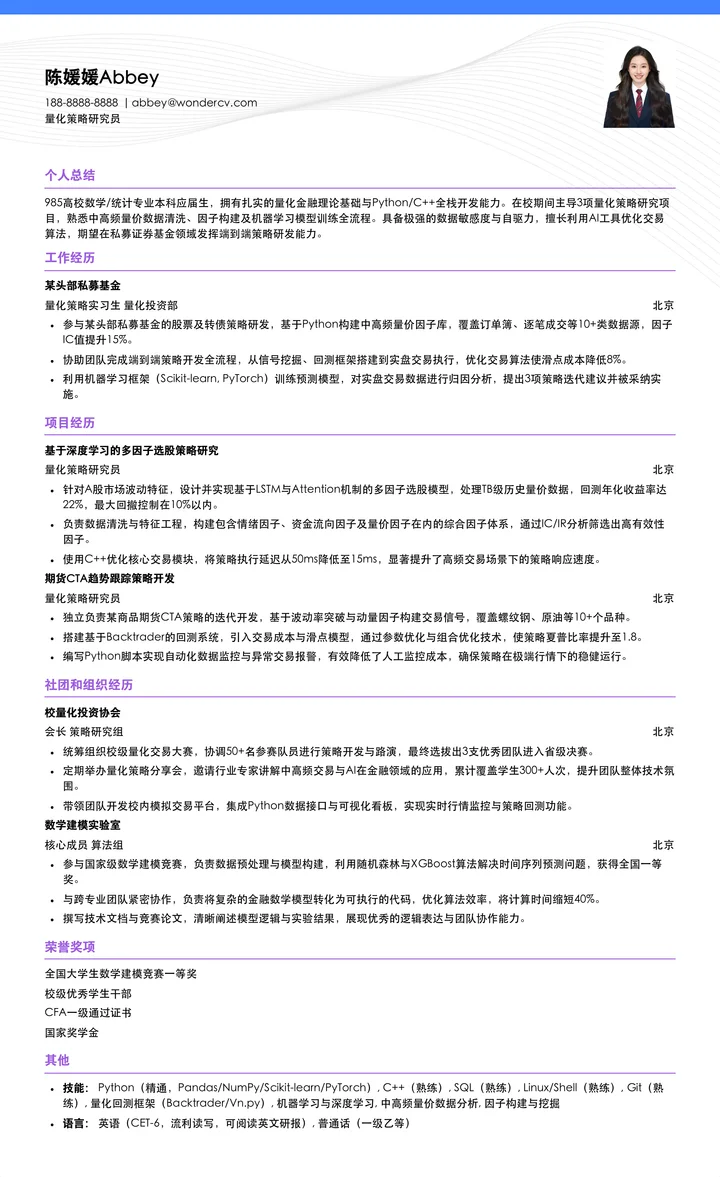 陈媛媛Abbey
188-8888-8888 | abbey@wondercv.com
量化策略研究员
个人总结
985高校数学/统计专业本科应届生，拥有扎实的量化金融理论基础与Python/C++全栈开发能力。在校期间主导3项量化策略研究项
目，熟悉中高频量价数据清洗、因子构建及机器学习模型训练全流程。具备极强的数据敏感度与自驱力，擅长利用AI工具优化交易
算法，期望在私募证券基金领域发挥端到端策略研发能力。
工作经历
某头部私募基金
量化策略实习生 量化投资部 北京
• 参与某头部私募基金的股票及转债策略研发，基于Python构建中高频量价因子库，覆盖订单簿、逐笔成交等10+类数据源，因子
IC值提升15%。
• 协助团队完成端到端策略开发全流程，从信号挖掘、回测框架搭建到实盘交易执行，优化交易算法使滑点成本降低8%。
• 利用机器学习框架（Scikit-learn, PyTorch）训练预测模型，对实盘交易数据进行归因分析，提出3项策略迭代建议并被采纳实
施。
项目经历
基于深度学习的多因子选股策略研究
量化策略研究员 北京
• 针对A股市场波动特征，设计并实现基于LSTM与Attention机制的多因子选股模型，处理TB级历史量价数据，回测年化收益率达
22%，最大回撤控制在10%以内。
• 负责数据清洗与特征工程，构建包含情绪因子、资金流向因子及量价因子在内的综合因子体系，通过IC/IR分析筛选出高有效性
因子。
• 使用C++优化核心交易模块，将策略执行延迟从50ms降低至15ms，显著提升了高频交易场景下的策略响应速度。
期货CTA趋势跟踪策略开发
量化策略研究员 北京
• 独立负责某商品期货CTA策略的迭代开发，基于波动率突破与动量因子构建交易信号，覆盖螺纹钢、原油等10+个品种。
• 搭建基于Backtrader的回测系统，引入交易成本与滑点模型，通过参数优化与组合优化技术，使策略夏普比率提升至1.8。
• 编写Python脚本实现自动化数据监控与异常交易报警，有效降低了人工监控成本，确保策略在极端行情下的稳健运行。
社团和组织经历
校量化投资协会
会长 策略研究组 北京
• 统筹组织校级量化交易大赛，协调50+名参赛队员进行策略开发与路演，最终选拔出3支优秀团队进入省级决赛。
• 定期举办量化策略分享会，邀请行业专家讲解中高频交易与AI在金融领域的应用，累计覆盖学生300+人次，提升团队整体技术氛
围。
• 带领团队开发校内模拟交易平台，集成Python数据接口与可视化看板，实现实时行情监控与策略回测功能。
数学建模实验室
核心成员 算法组 北京
• 参与国家级数学建模竞赛，负责数据预处理与模型构建，利用随机森林与XGBoost算法解决时间序列预测问题，获得全国一等
奖。
• 与跨专业团队紧密协作，负责将复杂的金融数学模型转化为可执行的代码，优化算法效率，将计算时间缩短40%。
• 撰写技术文档与竞赛论文，清晰阐述模型逻辑与实验结果，展现优秀的逻辑表达与团队协作能力。
荣誉奖项
全国大学生数学建模竞赛一等奖
校级优秀学生干部
CFA一级通过证书
国家奖学金
其他
• 技能： Python（精通，Pandas/NumPy/Scikit-learn/PyTorch）, C++（熟练）, SQL（熟练）, Linux/Shell（熟练）, Git（熟
练）, 量化回测框架（Backtrader/Vn.py）, 机器学习与深度学习, 中高频量价数据分析, 因子构建与挖掘
• 语言： 英语（CET-6，流利读写，可阅读英文研报）, 普通话（一级乙等）